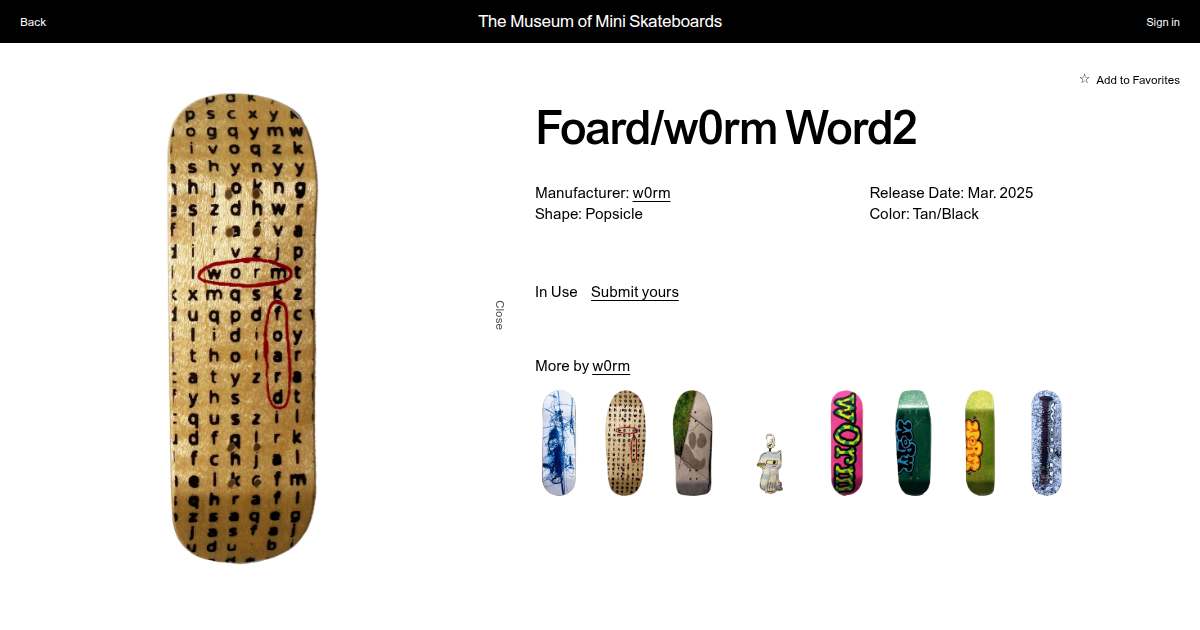 Back
The Museum of Mini Skateboards
Sign in
☆ Add to Favorites
Foard/w0rm Word2
Manufacturer: w0rm
Release Date: Mar. 2025
Shape: Popsicle
Color: Tan/Black
In Use Submit yours
Close
More by w0rm
p s c x y
o g q y m w
i v o q z k
s h y n y y
s z d h w r
l w o r m t
x m q s k z
u q p d f c
l i d i o y
t h o i a r
a t y z r a
y h s i d t
q u s z i l
d f q l r k
f c h j a l
w0rm